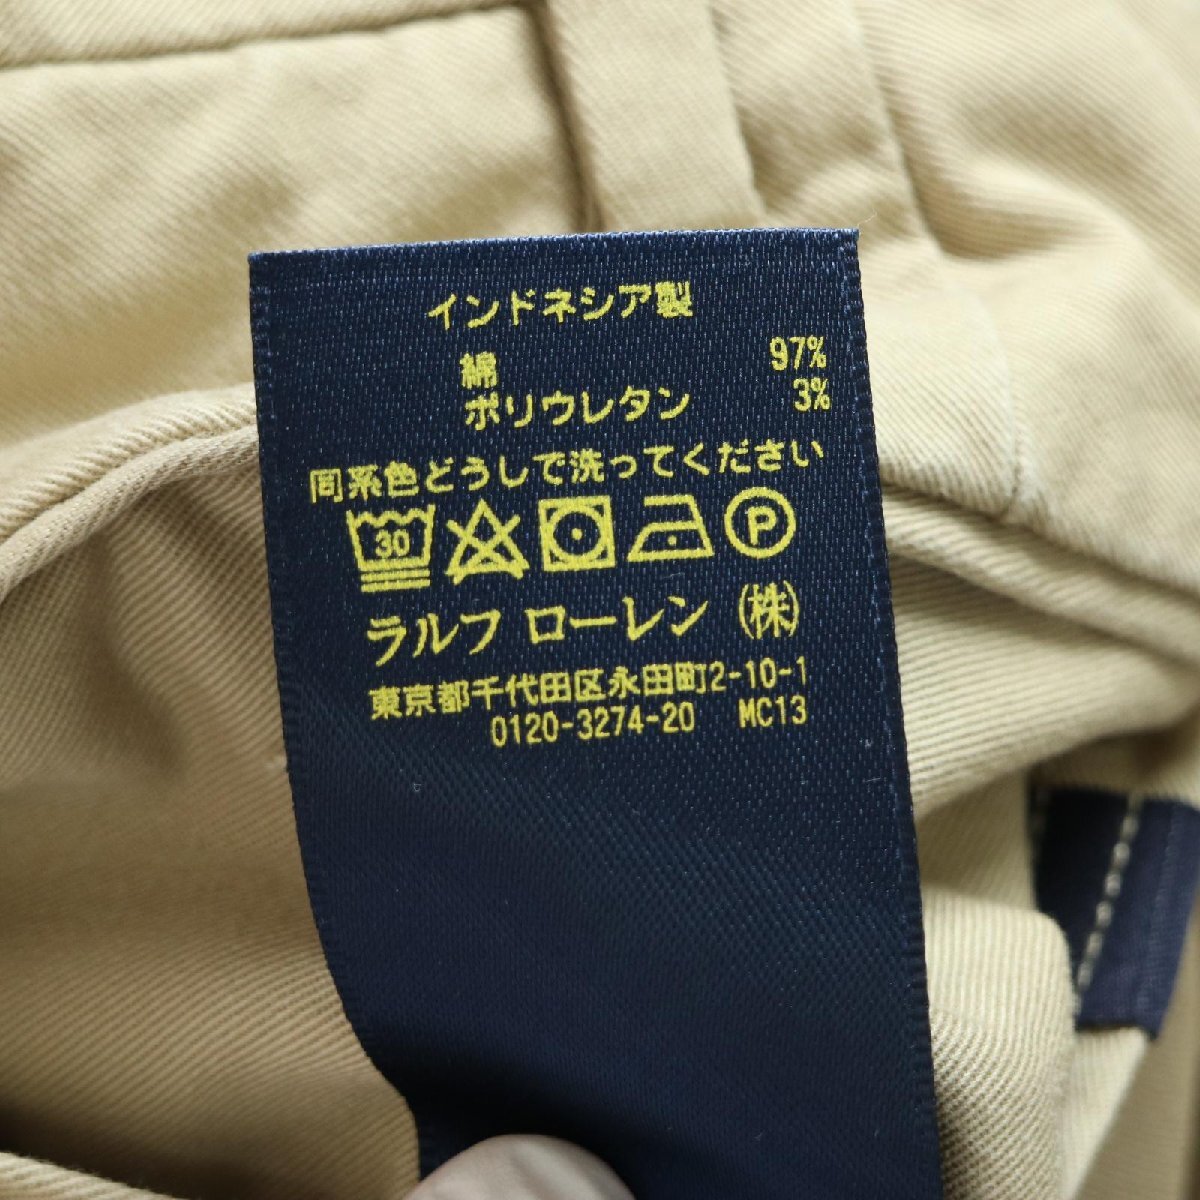 インドネシア製
綿 97%
ポリウレタン 3%
同系色どうしで洗ってください
30 P
ラルフ ローレン (株)
東京都千代田区永田町2-10-1
0120-3274-20 MC13